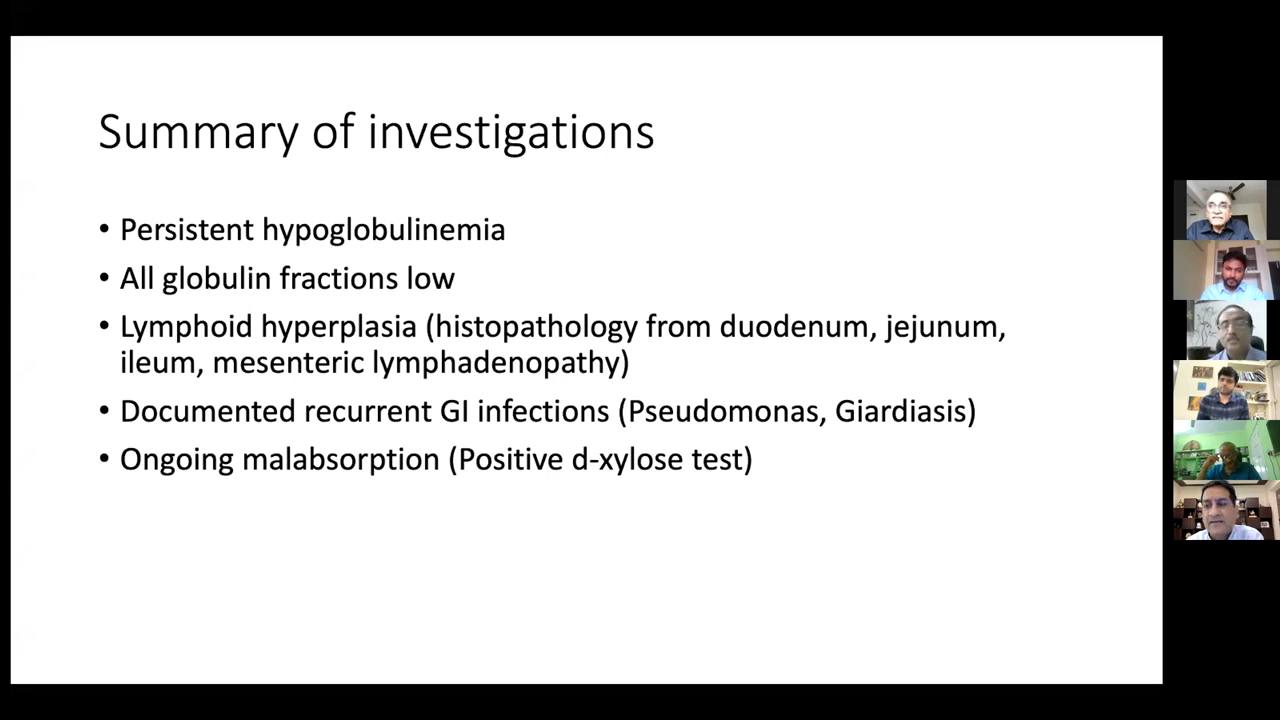 Summary of investigations
• Persistent hypoglobulinemia
• All globulin fractions low
• Lymphoid hyperplasia (histopathology from duodenum, jejunum,
ileum, mesenteric lymphadenopathy)
• Documented recurrent GI infections (Pseudomonas, Giardiasis)
• Ongoing malabsorption (Positive d-xylose test)